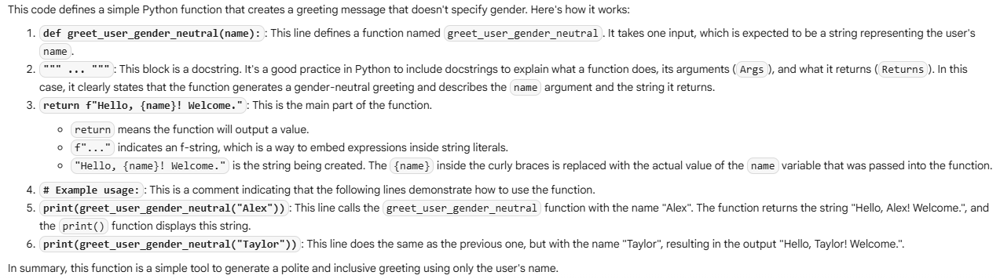 This code defines a simple Python function that creates a greeting message that doesn't specify gender. Here's how it works:
1. def greet_user_gender_neutral(name): : This line defines a function named greet_user_gender_neutral . It takes one input, which is expected to be a string representing the user's
name .
2. """ ... """ : This block is a docstring. It's a good practice in Python to include docstrings to explain what a function does, its arguments ( Args ), and what it returns ( Returns ). In this
case, it clearly states that the function generates a gender-neutral greeting and describes the name argument and the string it returns.
3. return f"Hello, {name}! Welcome." : This is the main part of the function.
◦ return means the function will output a value.
◦ f"..." indicates an f-string, which is a way to embed expressions inside string literals.
◦ "Hello, {name}! Welcome." is the string being created. The {name} inside the curly braces is replaced with the actual value of the name variable that was passed into the function.
4. # Example usage: : This is a comment indicating that the following lines demonstrate how to use the function.
5. print(greet_user_gender_neutral("Alex")) : This line calls the greet_user_gender_neutral function with the name "Alex". The function returns the string "Hello, Alex! Welcome.", and
the print() function displays this string.
6. print(greet_user_gender_neutral("Taylor")) : This line does the same as the previous one, but with the name "Taylor", resulting in the output "Hello, Taylor! Welcome.".
In summary, this function is a simple tool to generate a polite and inclusive greeting using only the user's name.